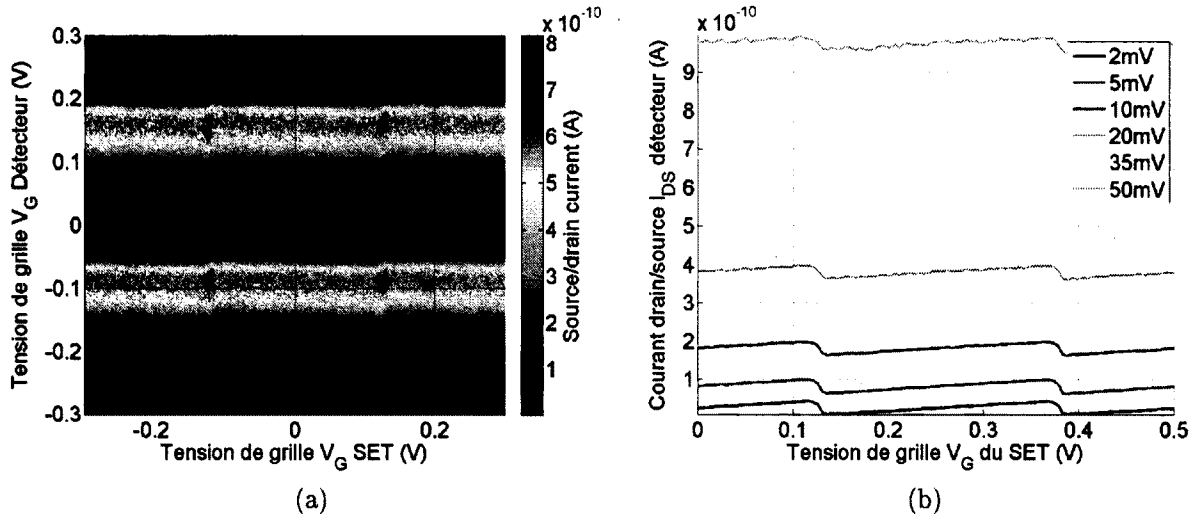 x 10⁻¹⁰
0.3
0.2
0.1
0
-0.1
-0.2
-0.3
-0.2
0
0.2
Tension de grille V_G Détecteur (V)
Tension de grille V_G SET (V)
8
7
6
5
4
3
2
1
Source/drain current (A)
(a)
x 10⁻¹⁰
9
8
7
6
5
4
3
2
1
0
0.1
0.2
0.3
0.4
0.5
Courant drain/source I_DS détecteur (A)
Tension de grille V_G du SET (V)
2mV
5mV
10mV
20mV
35mV
50mV
(b)